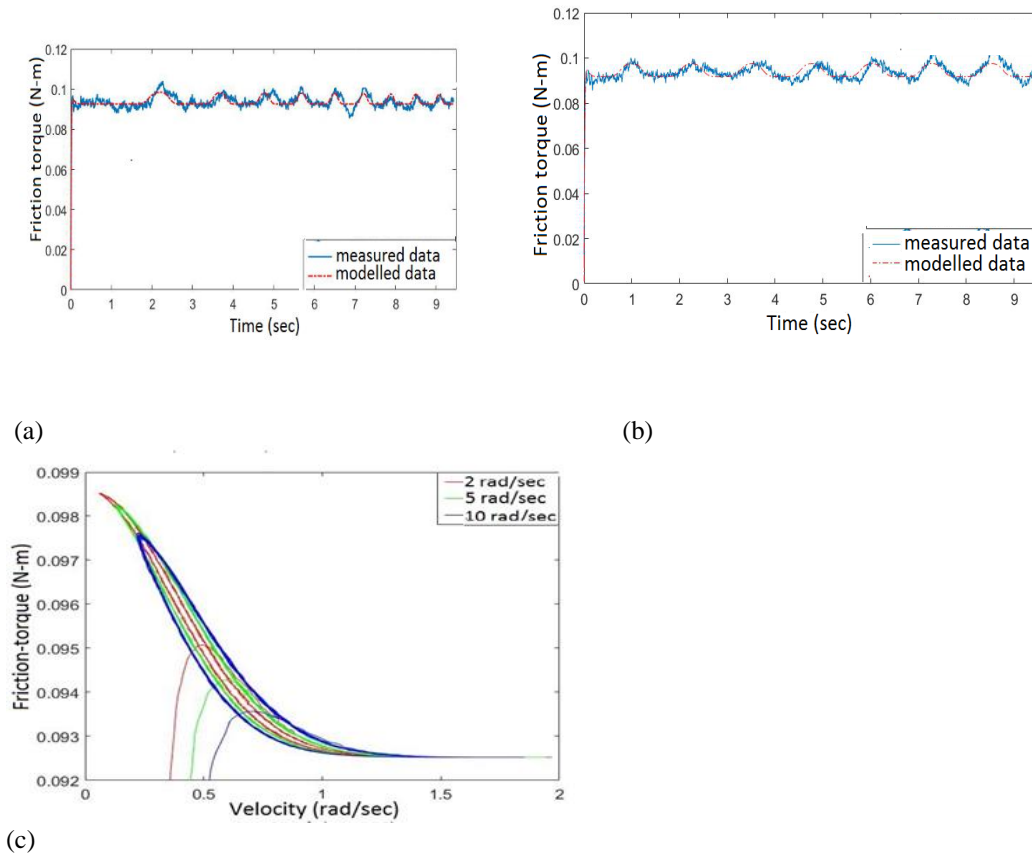 0.12
0.1
0.08
0.06
0.04
0.02
0
Friction torque (N-m)
measured data
modelled data
0 1 2 3 4 5 6 7 8 9
Time (sec)
0.12
0.1
0.08
0.06
0.04
0.02
0
Friction torque (N-m)
measured data
modelled data
0 1 2 3 4 5 6 7 8 9
Time (sec)
(a)
(b)
0.099
0.098
0.097
0.096
0.095
0.094
0.093
0.092
Friction-torque (N-m)
2 rad/sec
5 rad/sec
10 rad/sec
0 0.5 1 1.5 2
Velocity (rad/sec)
(c)